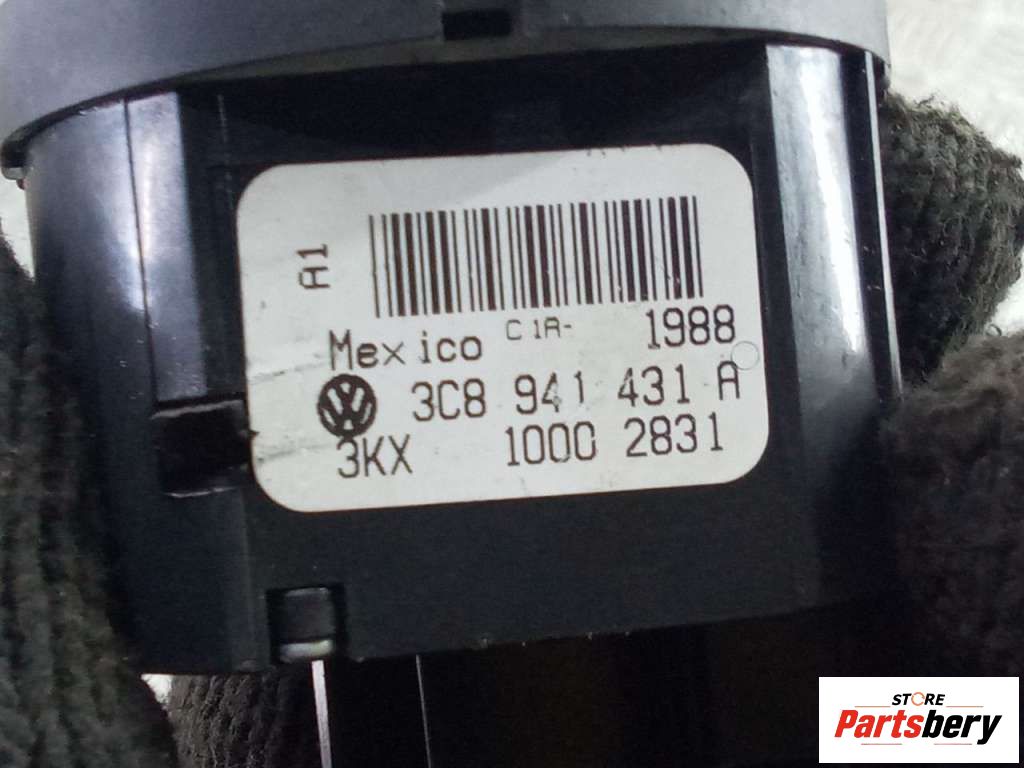 A1
Mexico C 1A- 1988
3C8 941 431 A
3KX 1000 2831
STORE
Partsbery